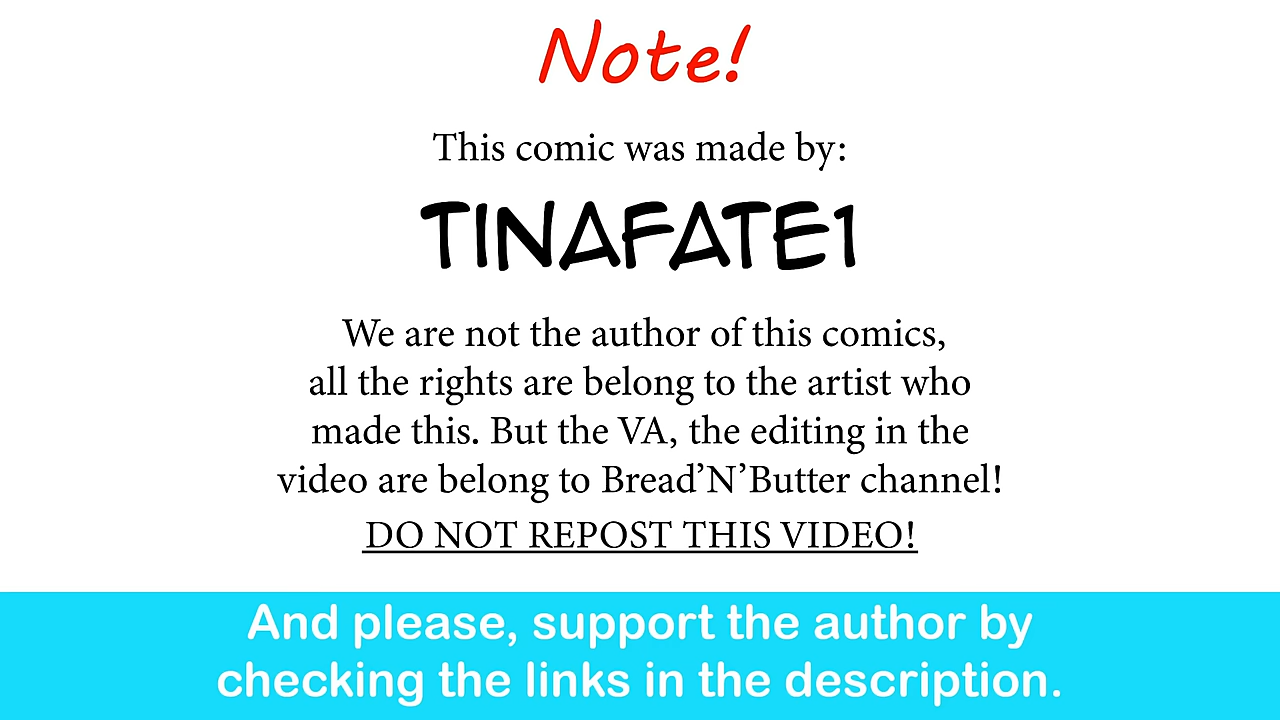 Note!
This comic was made by:
TINAFATE1
We are not the author of this comics,
all the rights are belong to the artist who
made this. But the VA, the editing in the
video are belong to Bread’N’Butter channel!
DO NOT REPOST THIS VIDEO!
And please, support the author by
checking the links in the description.